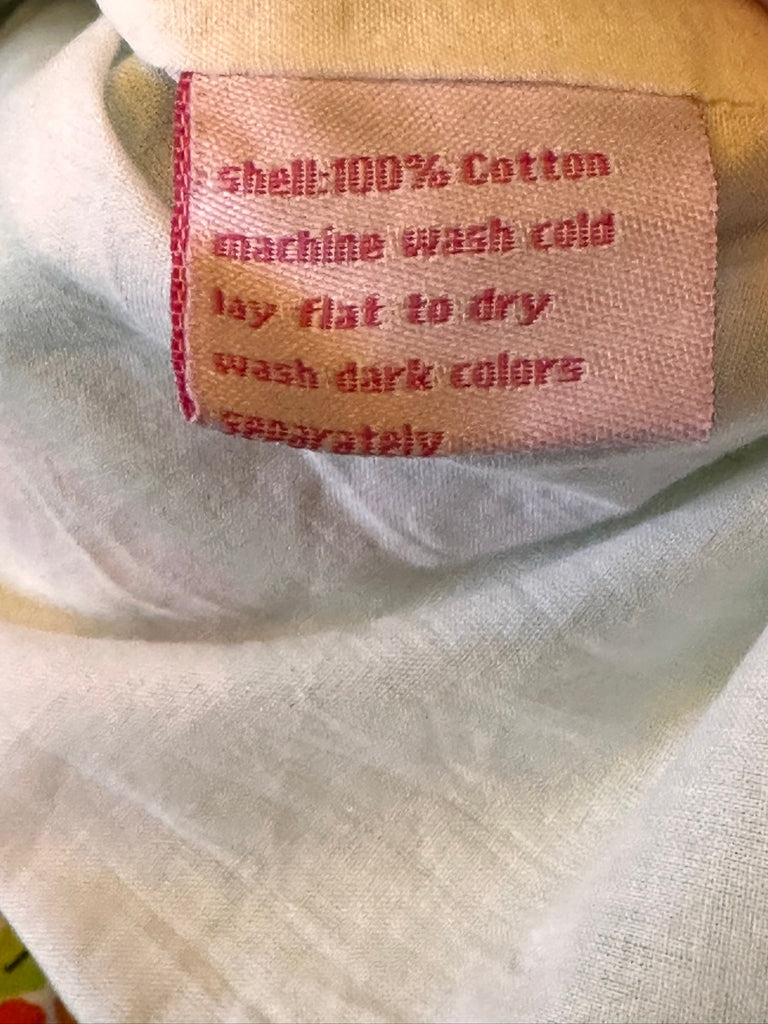 shell:100% Cotton
machine wash cold
lay flat to dry
wash dark colors
separately